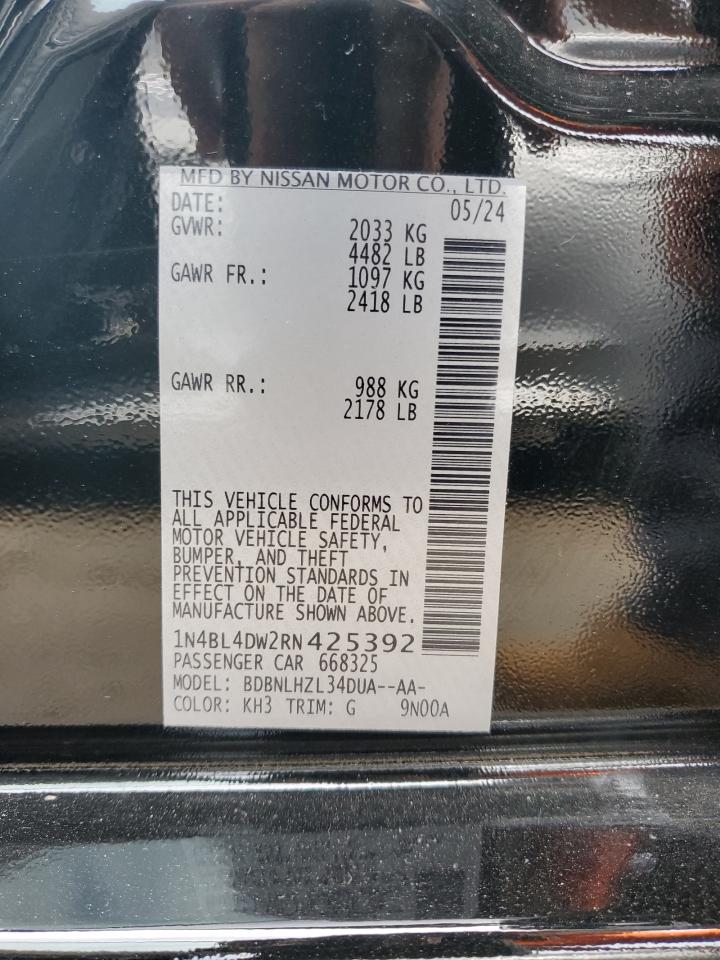 MFD BY NISSAN MOTOR CO., LTD.
DATE: 05/24
GVWR: 2033 KG
4482 LB
GAWR FR.: 1097 KG
2418 LB
GAWR RR.: 988 KG
2178 LB
THIS VEHICLE CONFORMS TO
ALL APPLICABLE FEDERAL
MOTOR VEHICLE SAFETY,
BUMPER, AND THEFT
PREVENTION STANDARDS IN
EFFECT ON THE DATE OF
MANUFACTURE SHOWN ABOVE.
1N4BL4DW2RN425392
PASSENGER CAR 668325
MODEL: BDBNLHZL34DUA--AA-
COLOR: KH3 TRIM: G 9N00A